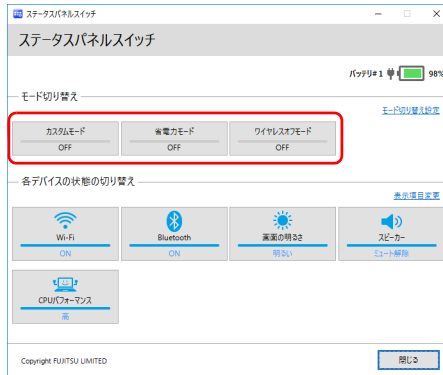 ステータスパネルスイッチ
ステータスパネルスイッチ
バッテリ#1 98%
モード切り替え
モード切り替え設定
カスタムモード 省電力モード ワイヤレスオフモード
OFF OFF OFF
各デバイスの状態の切り替え
表示項目変更
Wi-Fi Bluetooth 画面の明るさ スピーカー
ON ON 明るい ミュート解除
CPUパフォーマンス
高
Copyright FUJITSU LIMITED
閉じる